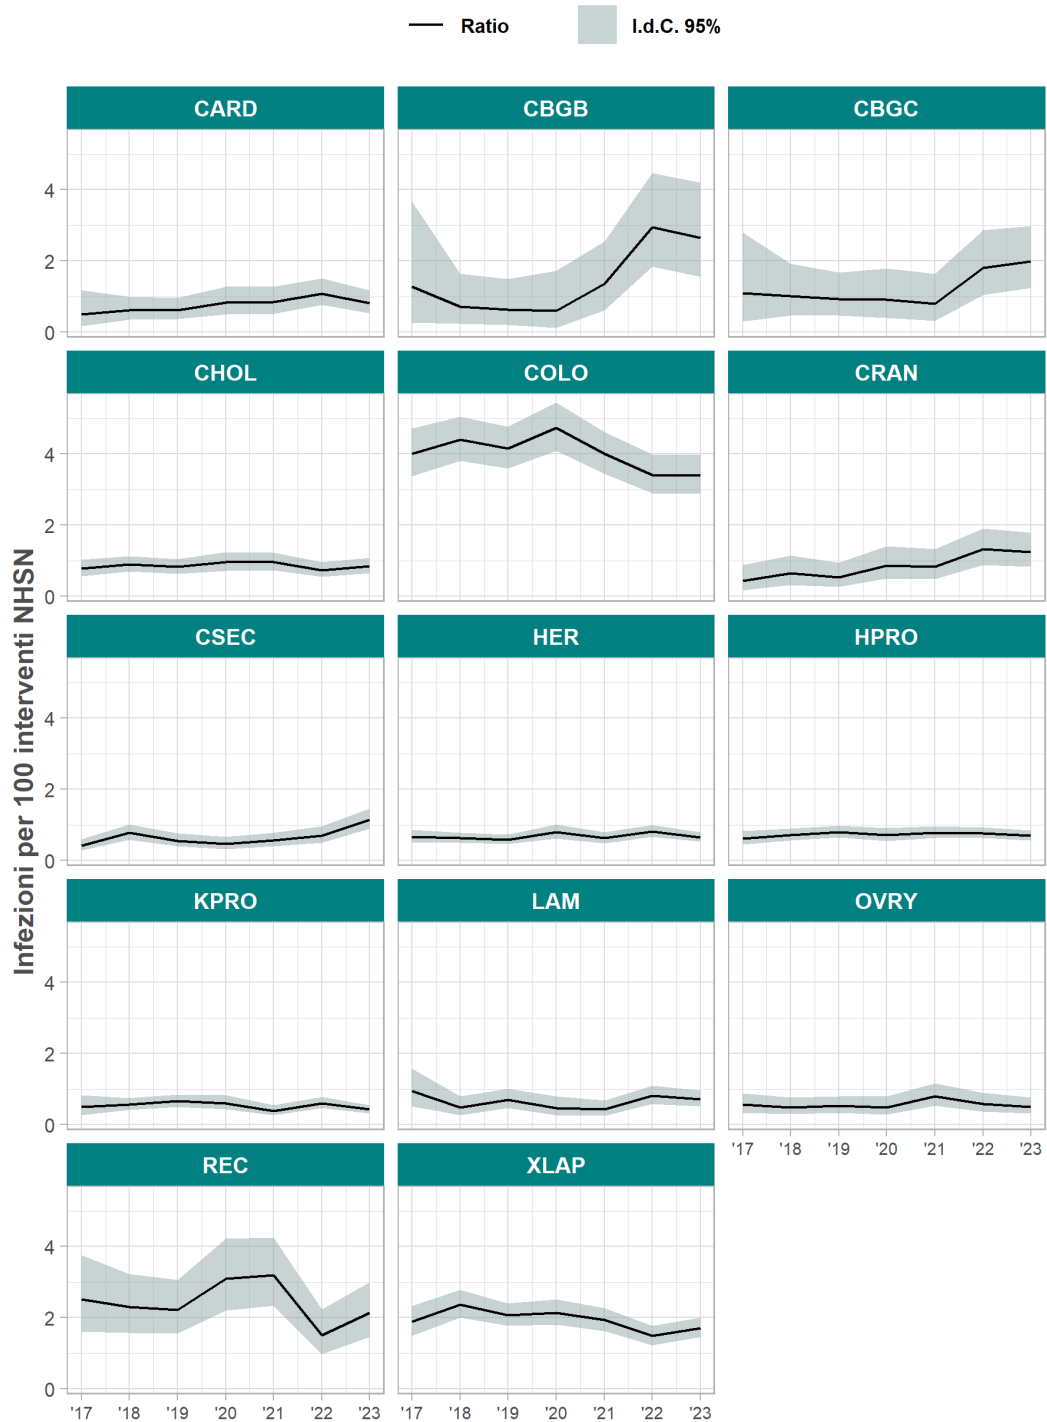 Ratio I.d.C. 95%
CARD CBGB CBGC
4
2
0
CHOL COLO CRAN
4
2
0
Infezioni per 100 interventi NHSN
CSEC HER HPRO
4
2
0
KPRO LAM OVRY
4
2
0
'17 '18 '19 '20 '21 '22 '23
REC XLAP
4
2
0
'17 '18 '19 '20 '21 '22 '23 '17 '18 '19 '20 '21 '22 '23